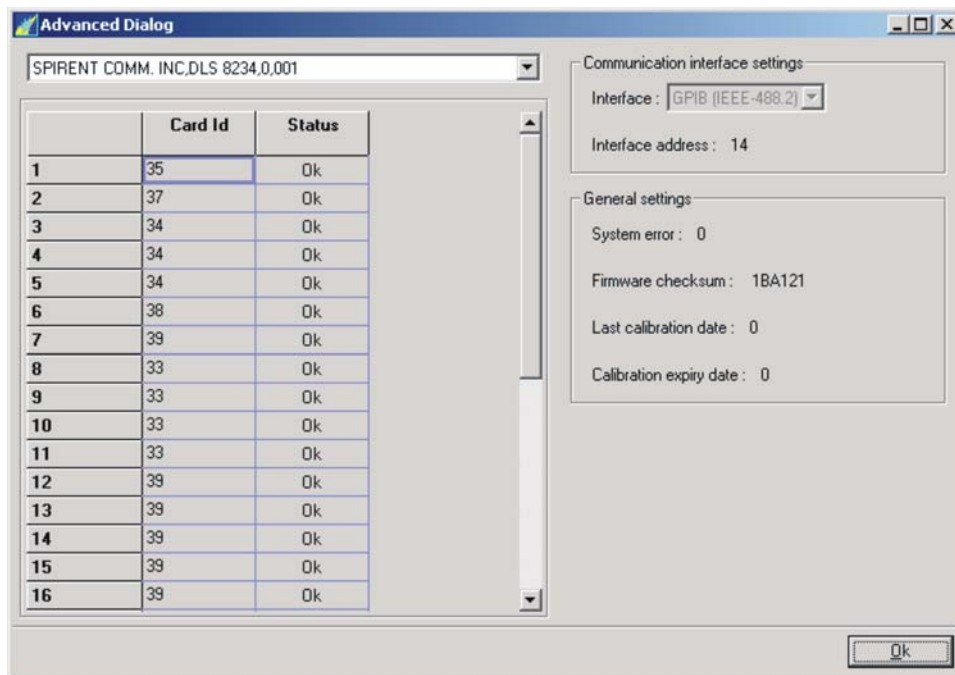 Advanced Dialog
SPIRENT COMM. INC,DLS 8234,0,001
Card Id Status
1 35 Ok
2 37 Ok
3 34 Ok
4 34 Ok
5 34 Ok
6 38 Ok
7 39 Ok
8 33 Ok
9 33 Ok
10 33 Ok
11 33 Ok
12 39 Ok
13 39 Ok
14 39 Ok
15 39 Ok
16 39 Ok
Communication interface settings
Interface : GPIB (IEEE-488.2)
Interface address : 14
General settings
System error : 0
Firmware checksum : 1BA121
Last calibration date : 0
Calibration expiry date : 0
Ok